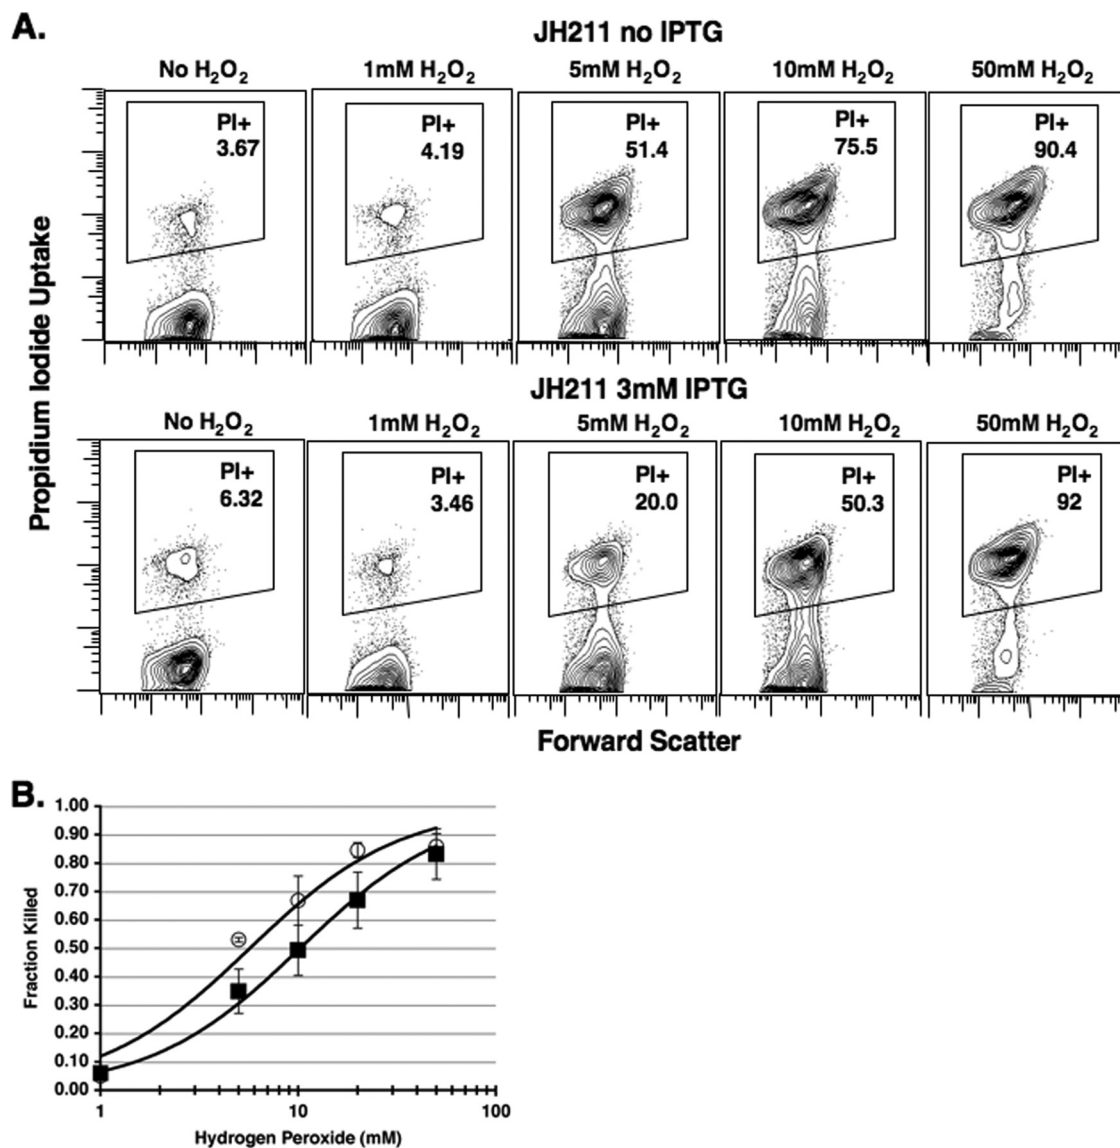 A.
JH211 no IPTG
No H₂O₂ 1mM H₂O₂ 5mM H₂O₂ 10mM H₂O₂ 50mM H₂O₂
PI+ PI+ PI+ PI+ PI+
3.67 4.19 51.4 75.5 90.4
Propidium Iodide Uptake
JH211 3mM IPTG
No H₂O₂ 1mM H₂O₂ 5mM H₂O₂ 10mM H₂O₂ 50mM H₂O₂
PI+ PI+ PI+ PI+ PI+
6.32 3.46 20.0 50.3 92
Forward Scatter
B.
1.00
0.90
0.80
0.70
0.60
0.50
0.40
0.30
0.20
0.10
0.00
Fraction Killed
1 10 100
Hydrogen Peroxide (mM)